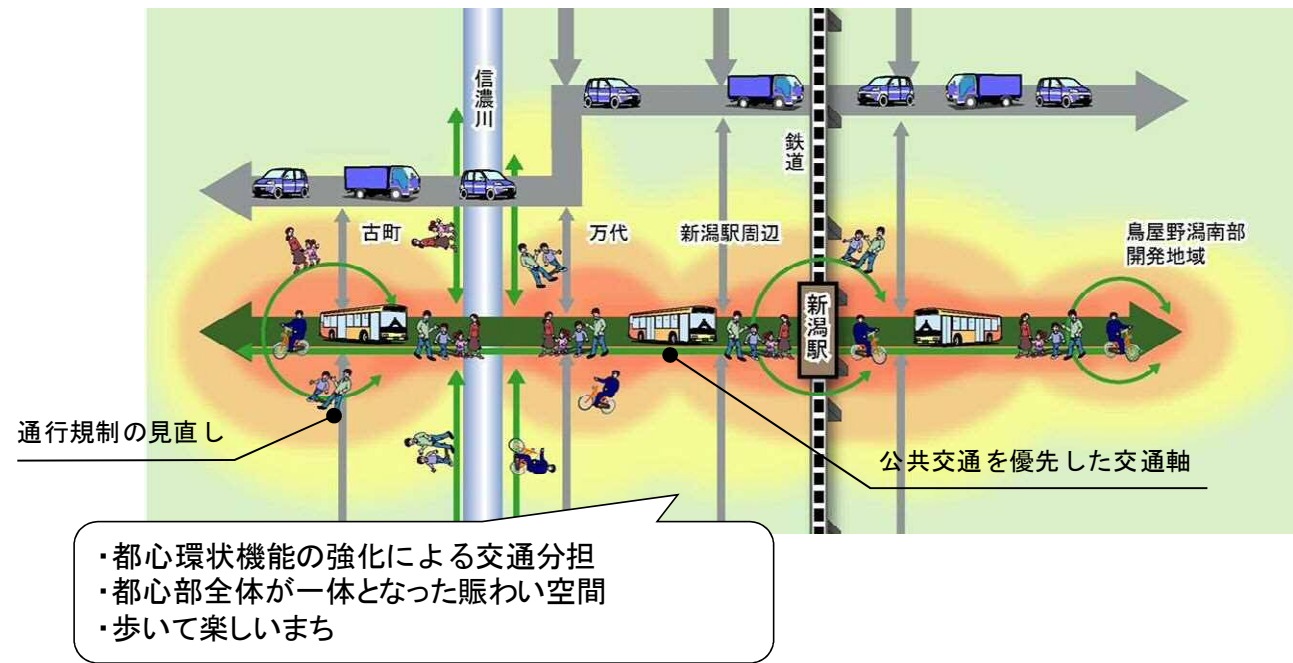 信濃川
鉄道
古町
万代
新潟駅周辺
鳥屋野潟南部
開発地域
新潟駅
通行規制の見直し
公共交通を優先した交通軸
・都心環状機能の強化による交通分担
・都心部全体が一体となった賑わい空間
・歩いて楽しいまち